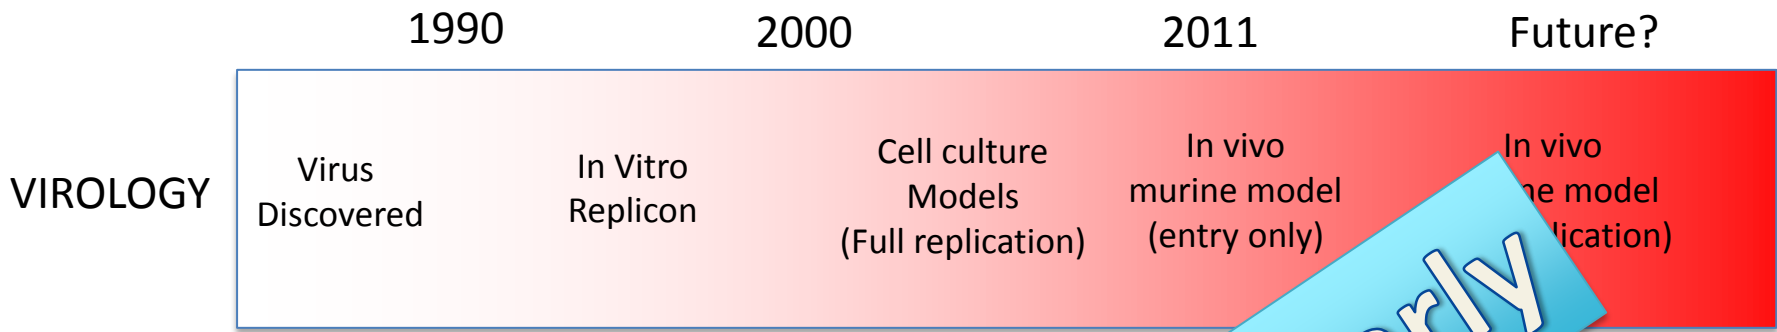 1990 2000 2011 Future?
VIROLOGY
Virus
Discovered
In Vitro
Replicon
Cell culture
Models
(Full replication)
In vivo
murine model
(entry only)
In vivo
model